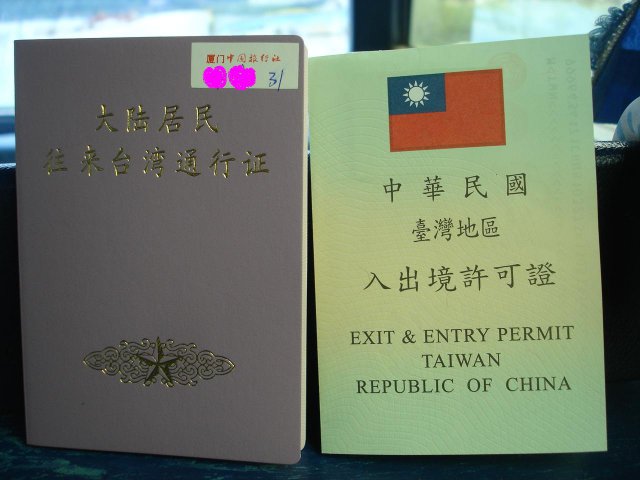 厦门中国旅行社
31
大陆居民
往来台湾通行证
中華民國
臺灣地區
入出境許可證
EXIT & ENTRY PERMIT
TAIWAN
REPUBLIC OF CHINA